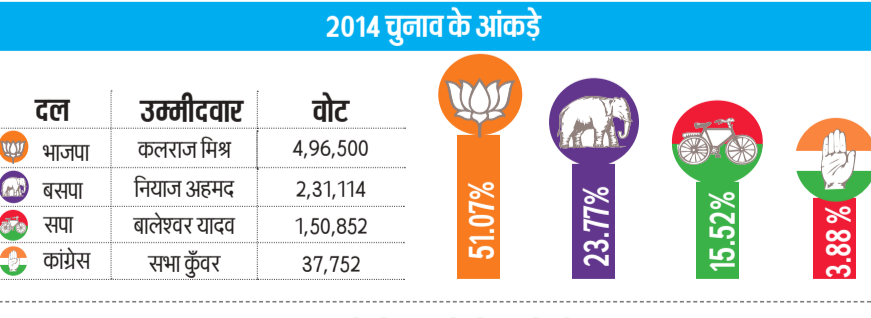 2014 चुनाव के आंकड़े
दल उम्मीदवार वोट
भाजपा कलराज मिश्र 4,96,500
बसपा नियाज अहमद 2,31,114
सपा बालेश्वर यादव 1,50,852
कांग्रेस सभा कुँवर 37,752
51.07%
23.77%
15.52%
3.88 %